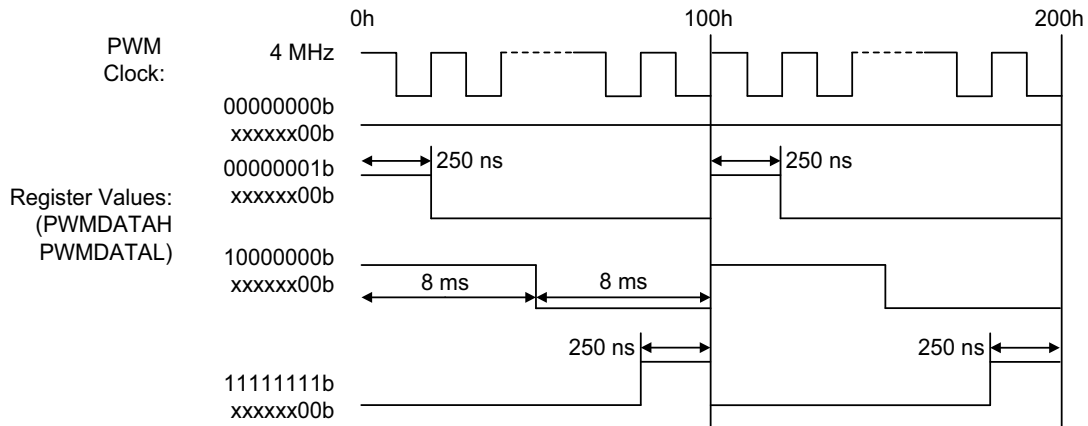 0h 100h 200h
PWM
Clock:
4 MHz
00000000b
xxxxxx00b
250 ns 250 ns
00000001b
xxxxxx00b
Register Values:
(PWMDATAH
PWMDATAL)
10000000b
xxxxxx00b
8 ms 8 ms
250 ns 250 ns
11111111b
xxxxxx00b